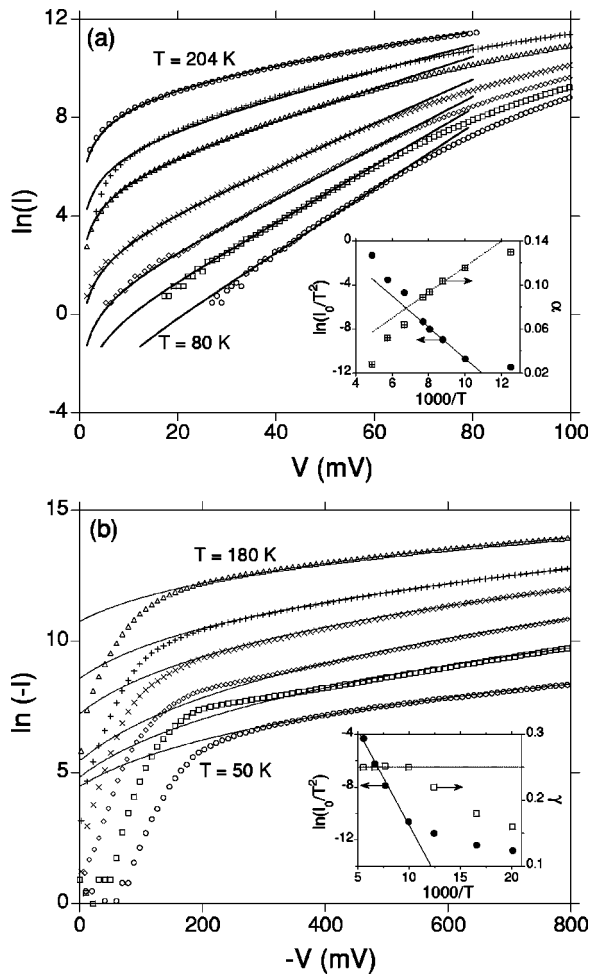 (a)
T = 204 K
T = 80 K
ln(I)
12
8
4
0
-4
0
20
40
60
80
100
V (mV)
ln(I₀/T²)
0
-4
-8
-12
0.14
0.10
0.06
0.02
α
4
6
8
10
12
1000/T
(b)
T = 180 K
T = 50 K
ln (-I)
15
10
5
0
0
200
400
600
800
-V (mV)
ln(I₀/T²)
-4
-8
-12
0.3
0.2
0.1
γ
5
10
15
20
1000/T